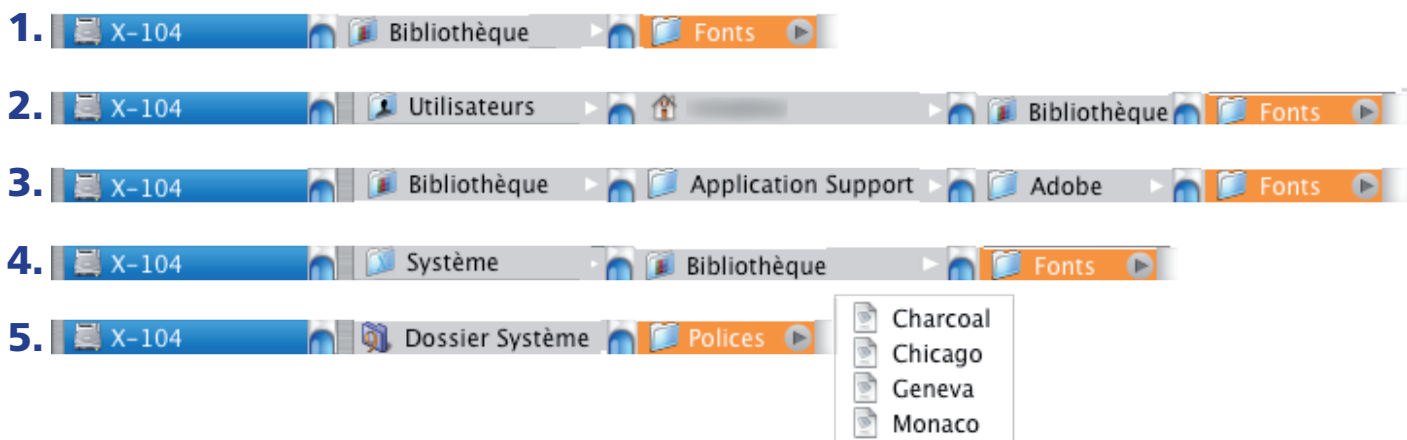 1. X-104 Bibliothèque Fonts
2. X-104 Utilisateurs Bibliothèque Fonts
3. X-104 Bibliothèque Application Support Adobe Fonts
4. X-104 Système Bibliothèque Fonts
5. X-104 Dossier Système Polices
Charcoal
Chicago
Geneva
Monaco